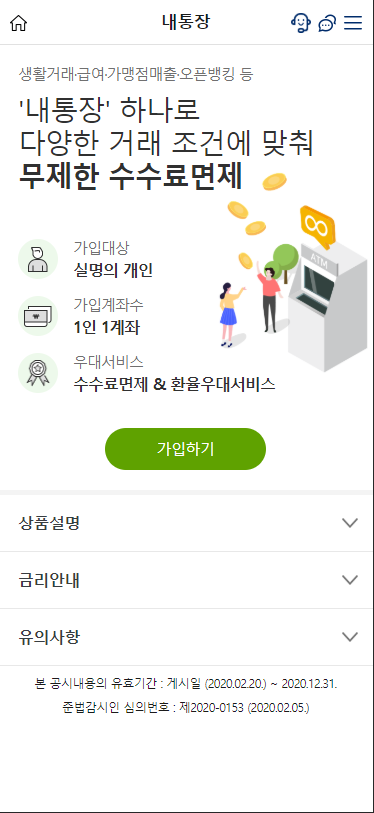 내통장
생활거래·급여·가맹점매출·오픈뱅킹 등
'내통장' 하나로
다양한 거래 조건에 맞춰
무제한 수수료면제
ATM
가입대상
실명의 개인
가입계좌수
1인 1계좌
₩
우대서비스
수수료면제 & 환율우대서비스
가입하기
상품설명
금리안내
유의사항
본 공시내용의 유효기간 : 게시일 (2020.02.20.) ~ 2020.12.31.
준법감시인 심의번호 : 제2020-0153 (2020.02.05.)